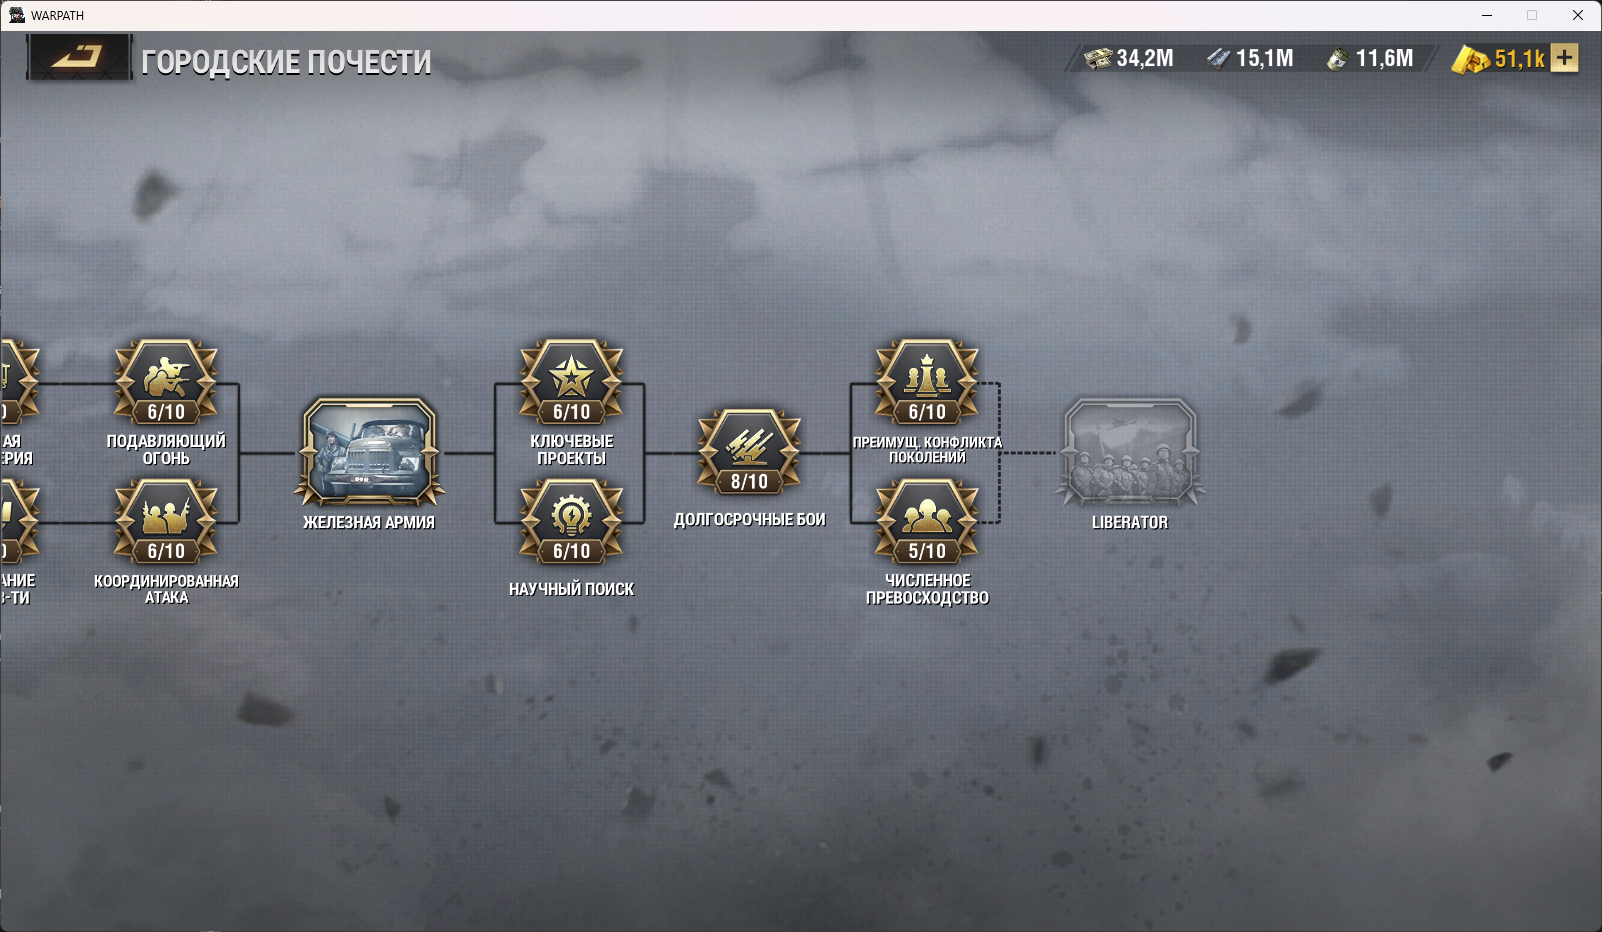 WARPATH
ГОРОДСКИЕ ПОЧЕСТИ
34,2M
15,1M
11,6M
51,1k
6/10
ПОДАВЛЯЮЩИЙ
ОГОНЬ
6/10
КООРДИНИРОВАННАЯ
АТАКА
ЖЕЛЕЗНАЯ АРМИЯ
6/10
КЛЮЧЕВЫЕ
ПРОЕКТЫ
6/10
НАУЧНЫЙ ПОИСК
8/10
ДОЛГОСРОЧНЫЕ БОИ
6/10
ПРЕИМУЩ. КОНФЛИКТА
ПОКОЛЕНИЙ
5/10
ЧИСЛЕННОЕ
ПРЕВОСХОДСТВО
LIBERATOR